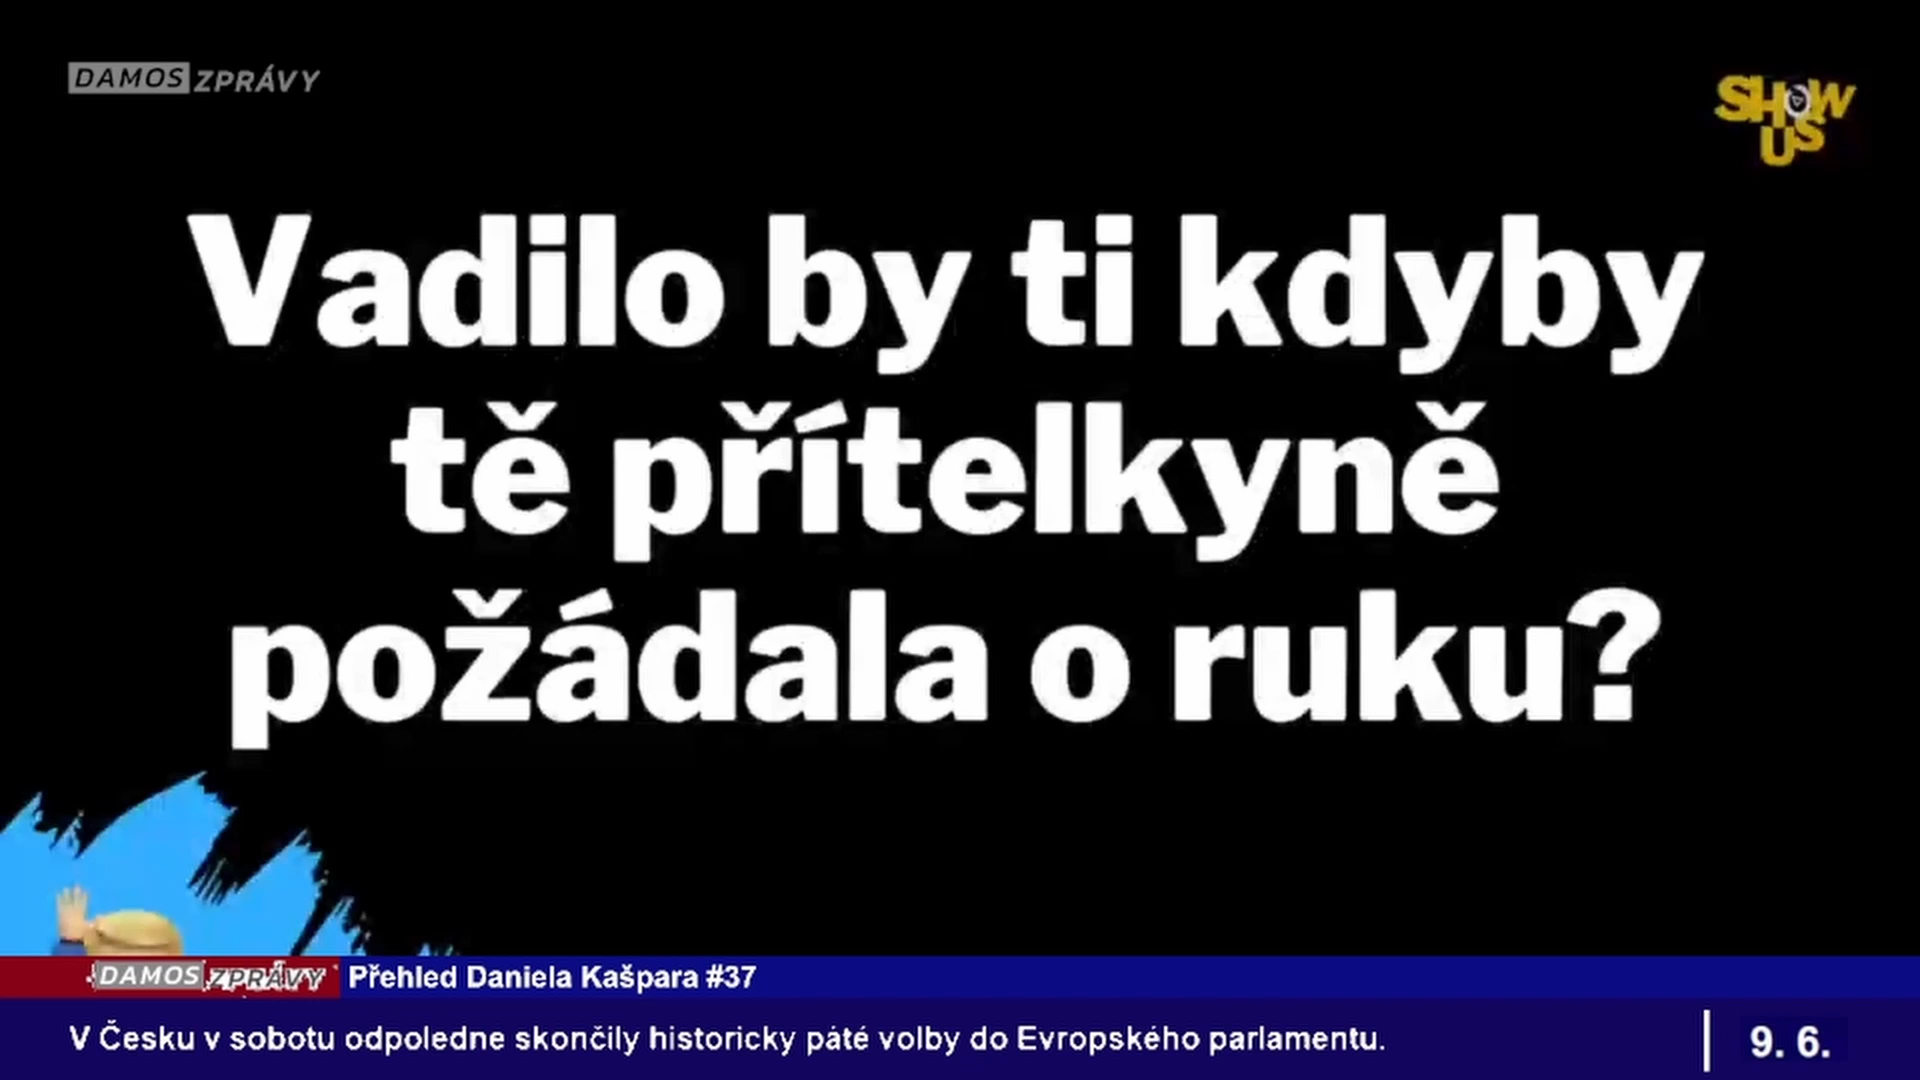 DAMOS ZPRÁVY
SHOW
US
Vadilo by ti kdyby
tě přítelkyně
požádala o ruku?
DAMOS ZPRÁVY Přehled Daniela Kašpara #37
V Česku v sobotu odpoledne skončily historicky páté volby do Evropského parlamentu.
9. 6.